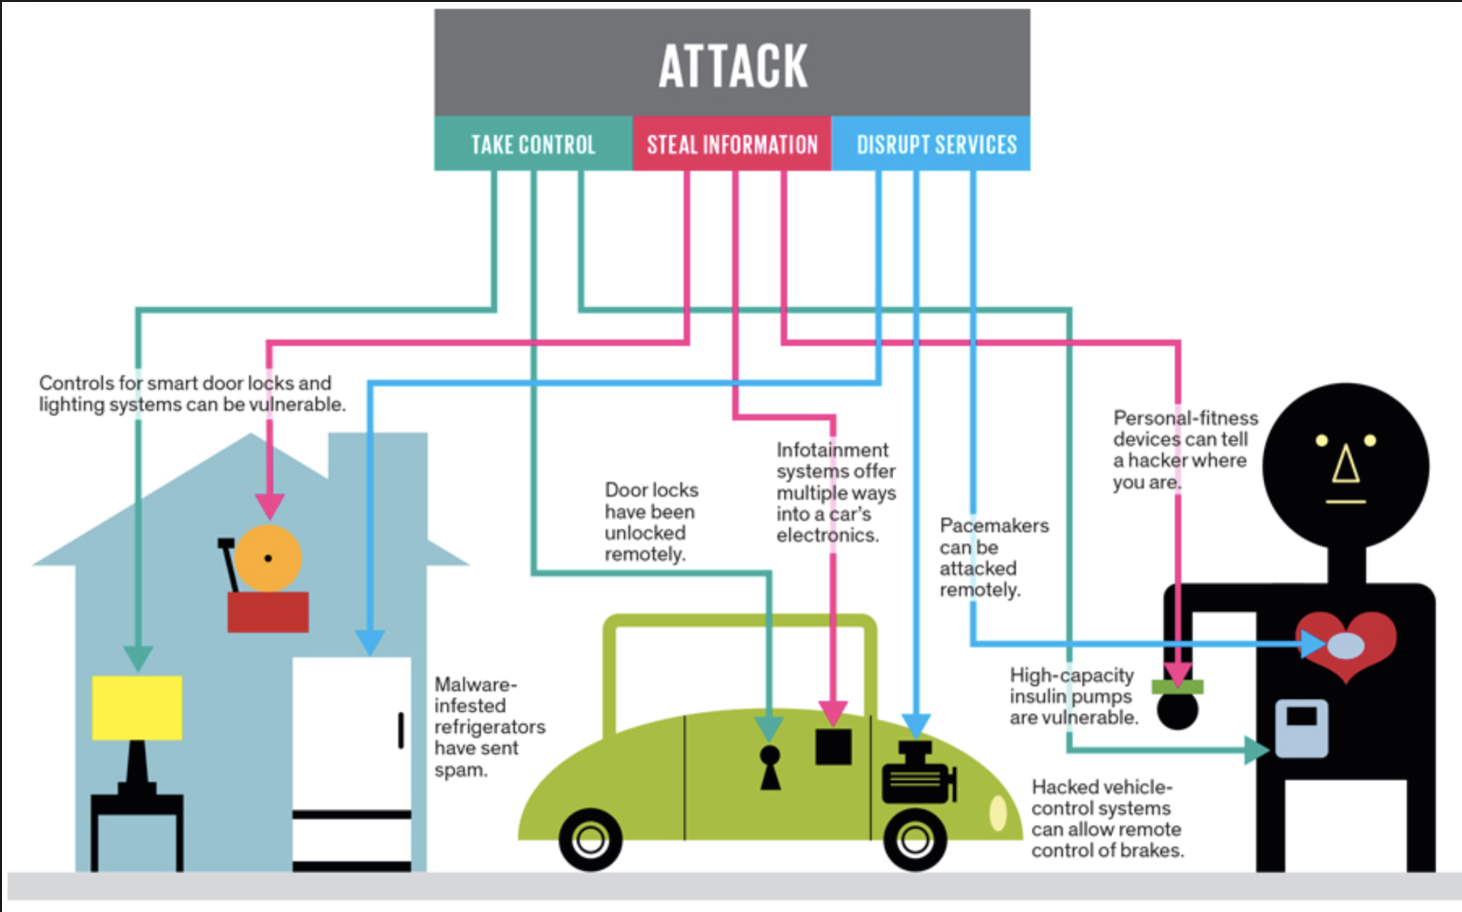 ATTACK
TAKE CONTROL
STEAL INFORMATION
DISRUPT SERVICES
Controls for smart door locks and
lighting systems can be vulnerable.
Malware-
infested
refrigerators
have sent
spam.
Door locks
have been
unlocked
remotely.
Infotainment
systems offer
multiple ways
into a car's
electronics.
Pacemakers
can be
attacked
remotely.
Personal-fitness
devices can tell
a hacker where
you are.
High-capacity
insulin pumps
are vulnerable.
Hacked vehicle-
control systems
can allow remote
control of brakes.